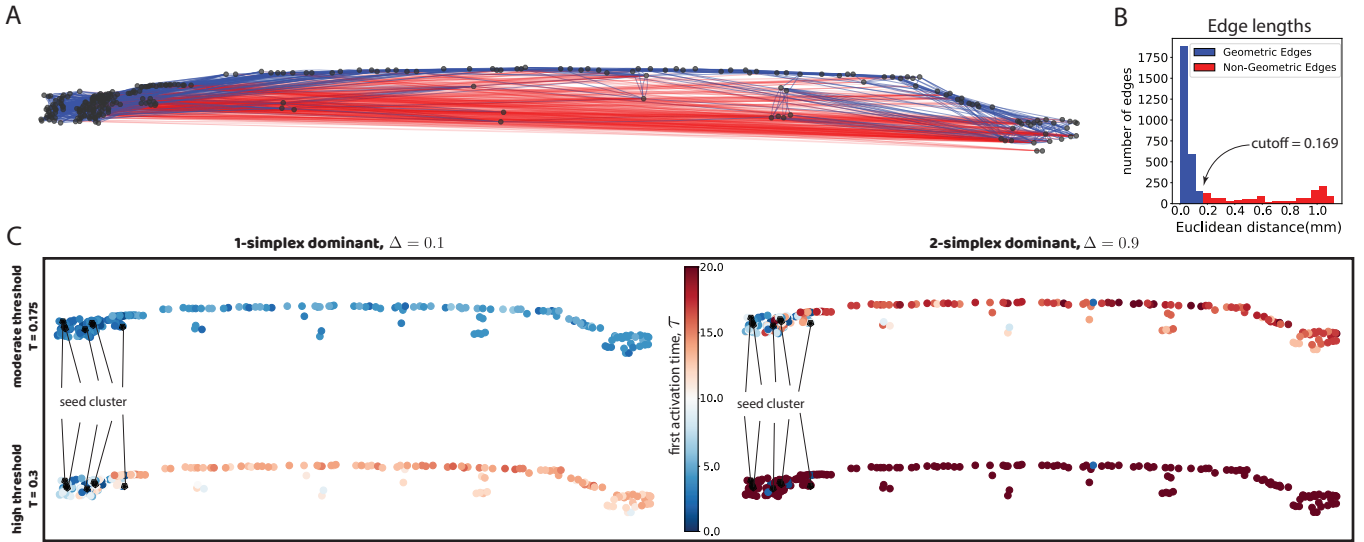 A
B
Edge lengths
Geometric Edges
Non-Geometric Edges
number of edges
1750
1500
1250
1000
750
500
250
0
cutoff = 0.169
0.0 0.2 0.4 0.6 0.8 1.0
Euclidean distance(mm)
C
1-simplex dominant, Δ = 0.1
2-simplex dominant, Δ = 0.9
moderate threshold
T = 0.175
seed cluster
high threshold
T = 0.3
20.0
15.0
10.0
5.0
0.0
first activation time, 𝒯
seed cluster